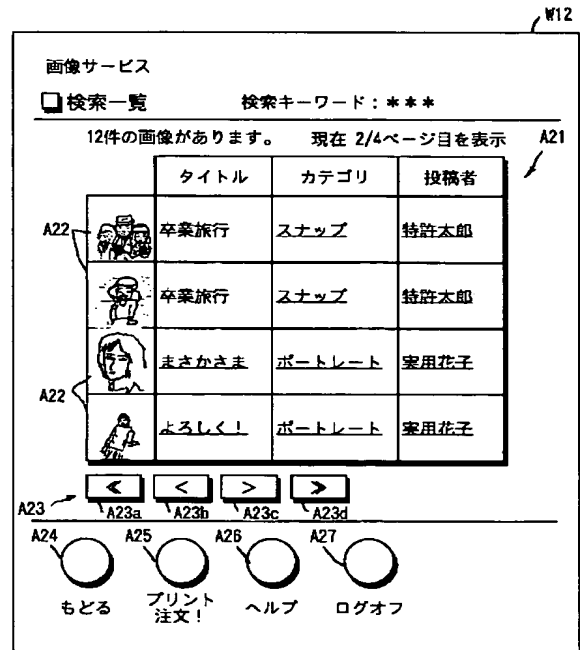 W12
画像サービス
検索一覧 検索キーワード：＊＊＊
12件の画像があります。 現在 2/4ページ目を表示 A21
タイトル カテゴリ 投稿者
A22 卒業旅行 スナップ 特許太郎
卒業旅行 スナップ 特許太郎
まさかさま ポートレート 実用花子
A22
よろしく！ ポートレート 実用花子
≪ < > ≫
A23 A23a A23b A23c A23d
A24 A25 A26 A27
もどる プリント ヘルプ ログオフ
注文！